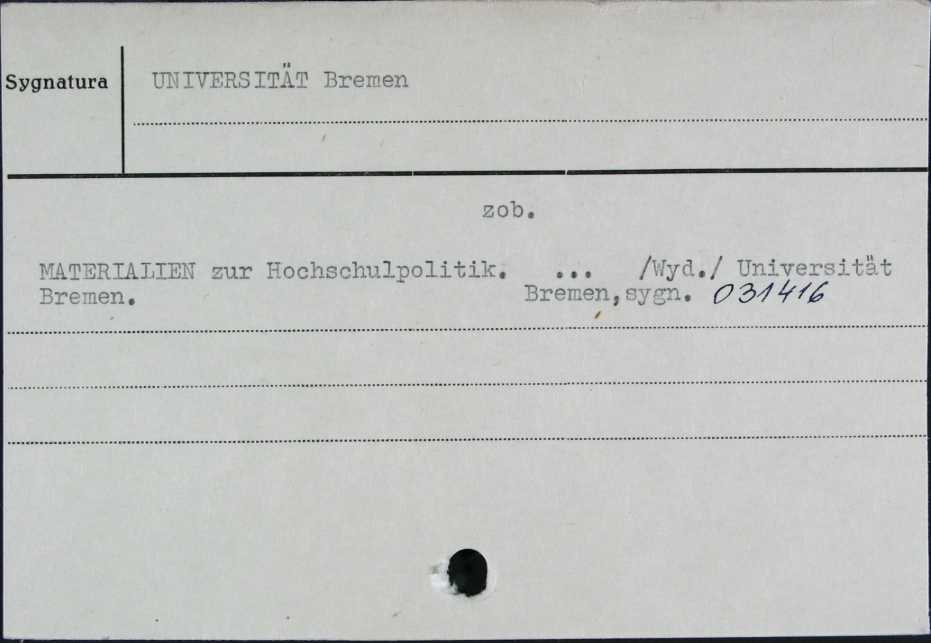 Sygnatura UNIVERSITÄT Bremen
zob.
MATERIALIEN zur Hochschulpolitik. ... /Wyd./ Universität
Bremen. Bremen,sygn. 031416